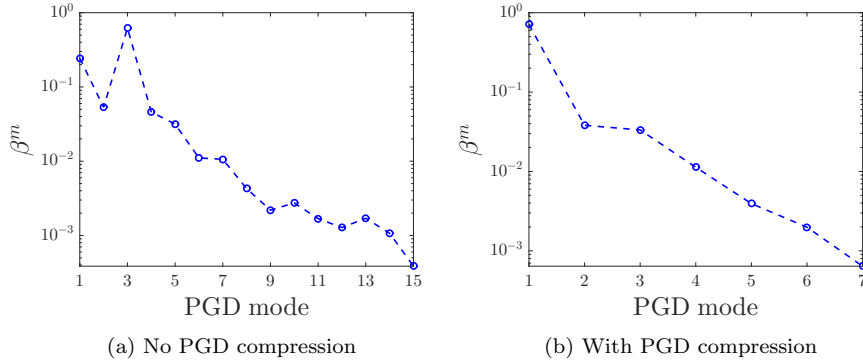 10^0
10^{-1}
10^{-2}
10^{-3}
β^m
1 3 5 7 9 11 13 15
PGD mode
(a) No PGD compression
10^0
10^{-1}
10^{-2}
10^{-3}
β^m
1 2 3 4 5 6 7
PGD mode
(b) With PGD compression